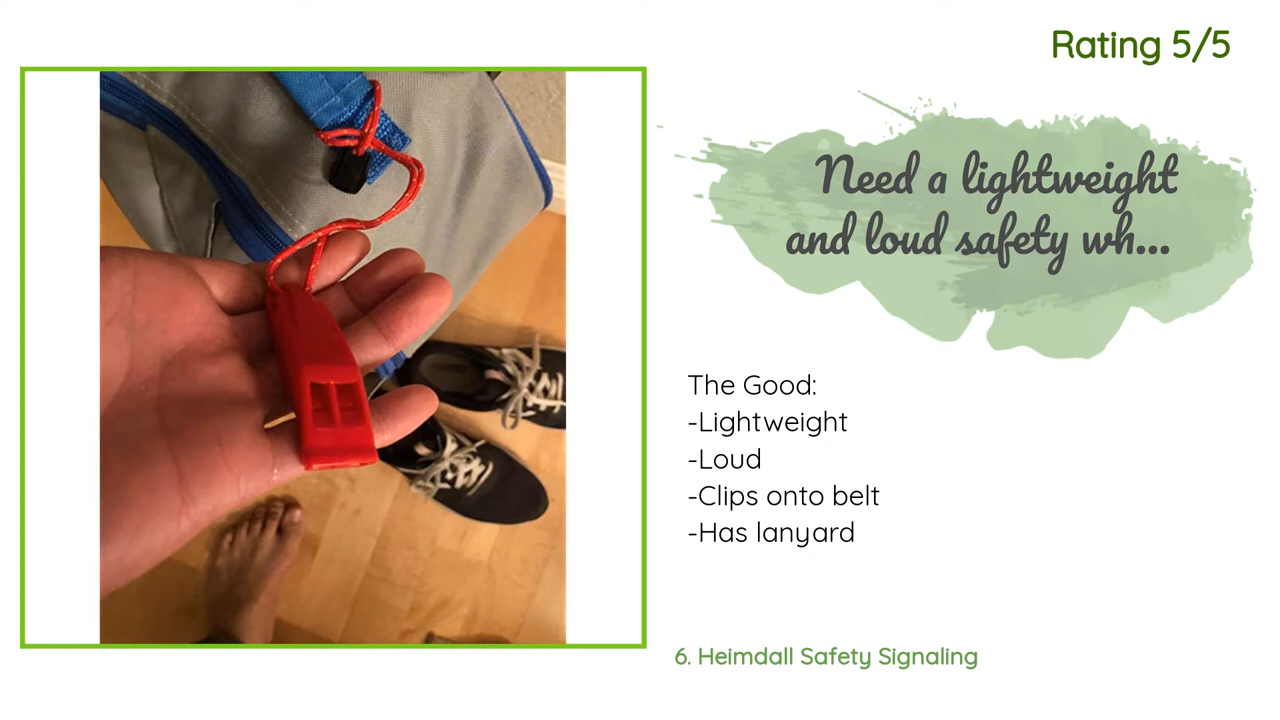 Rating 5/5
Need a lightweight
and loud safety wh...
The Good:
-Lightweight
-Loud
-Clips onto belt
-Has lanyard
6. Heimdall Safety Signaling